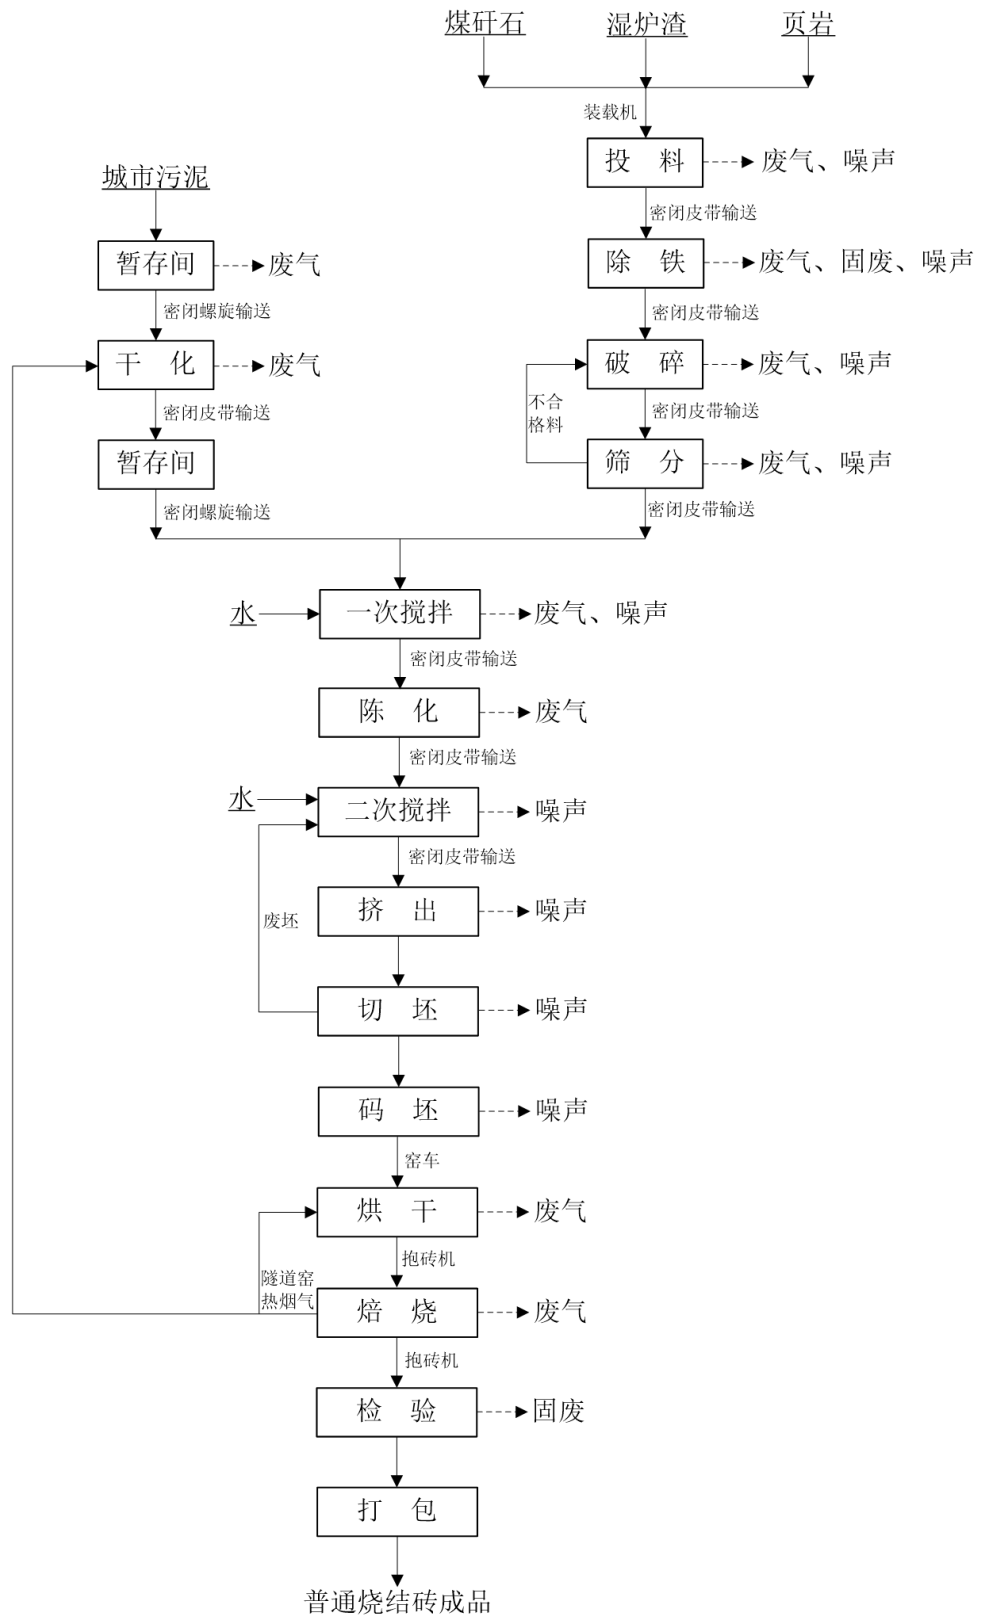 煤矸石
湿炉渣
页岩
装载机
投 料
废气、噪声
密闭皮带输送
城市污泥
除 铁
废气、固废、噪声
暂存间
废气
密闭螺旋输送
密闭皮带输送
干 化
废气
破 碎
废气、噪声
密闭皮带输送
不合
格料
密闭皮带输送
暂存间
筛 分
废气、噪声
密闭螺旋输送
密闭皮带输送
水
一次搅拌
废气、噪声
密闭皮带输送
陈 化
废气
密闭皮带输送
水
二次搅拌
噪声
密闭皮带输送
挤 出
噪声
废坯
切 坯
噪声
码 坯
噪声
窑车
烘 干
废气
抱砖机
隧道窑
热烟气
焙 烧
废气
抱砖机
检 验
固废
打 包
普通烧结砖成品